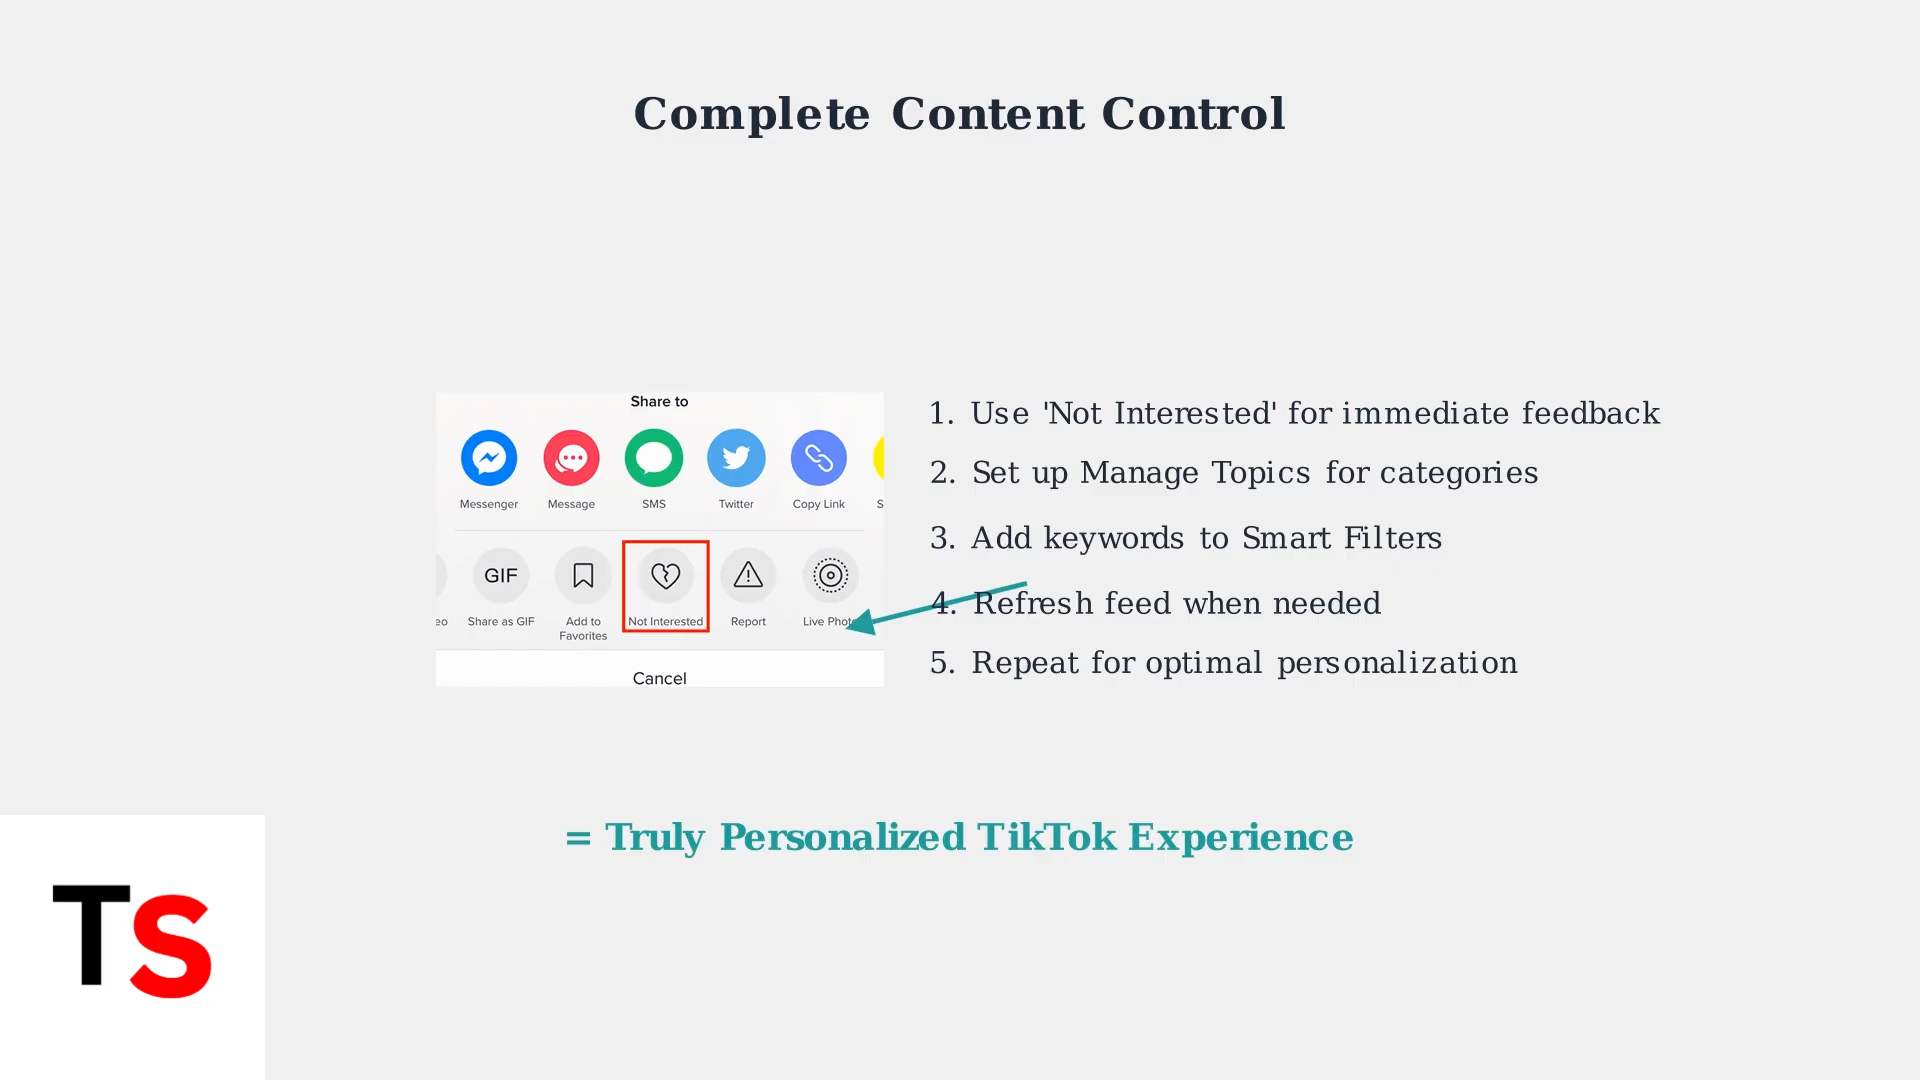 Complete Content Control
Share to
Messenger Message SMS Twitter Copy Link S
GIF
eo Share as GIF Add to Favorites Not Interested Report Live Photo
Cancel
1. Use 'Not Interested' for immediate feedback
2. Set up Manage Topics for categories
3. Add keywords to Smart Filters
4. Refresh feed when needed
5. Repeat for optimal personalization
= Truly Personalized TikTok Experience
TS